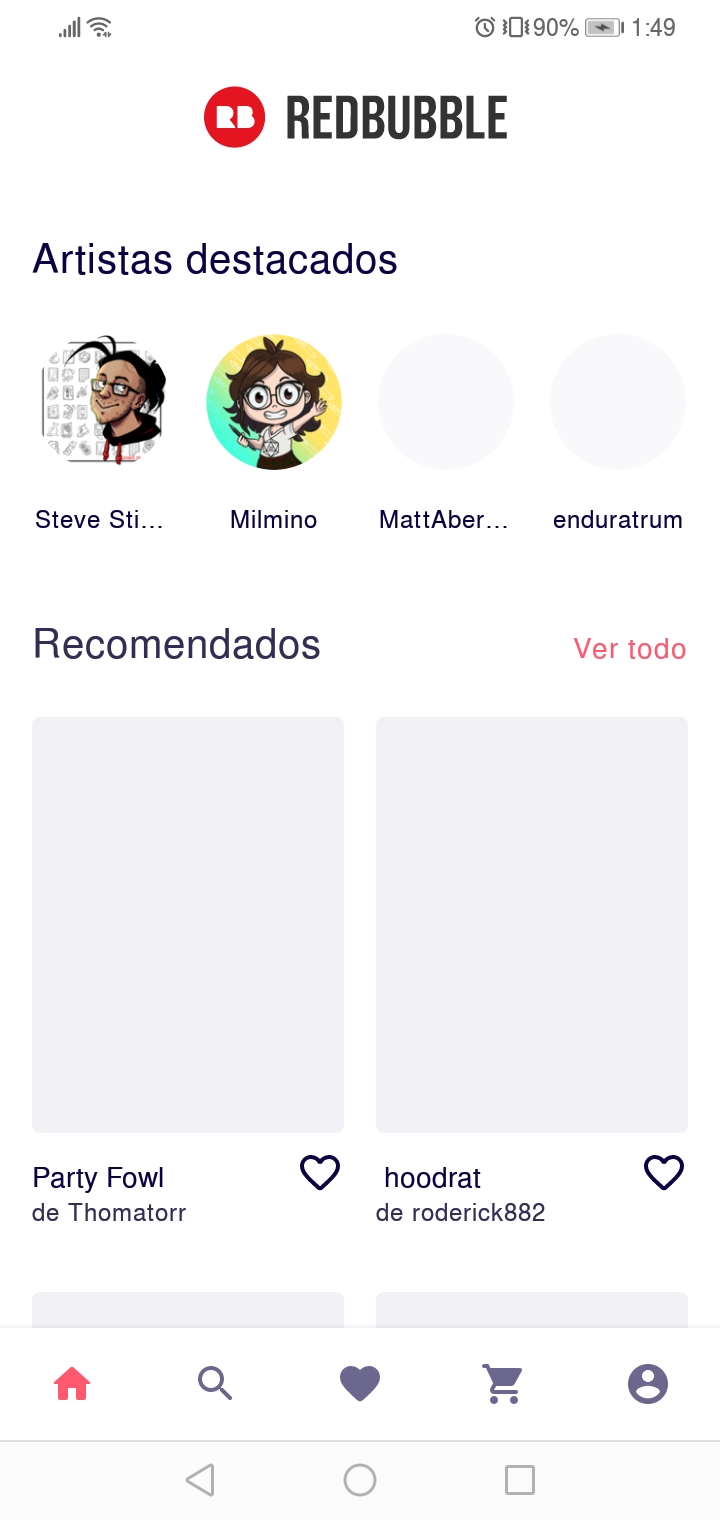 90% 1:49
RB REDBUBBLE
Artistas destacados
Steve Sti... Milmino MattAber... enduratrum
Recomendados Ver todo
Party Fowl hoodrat
de Thomatorr de roderick882